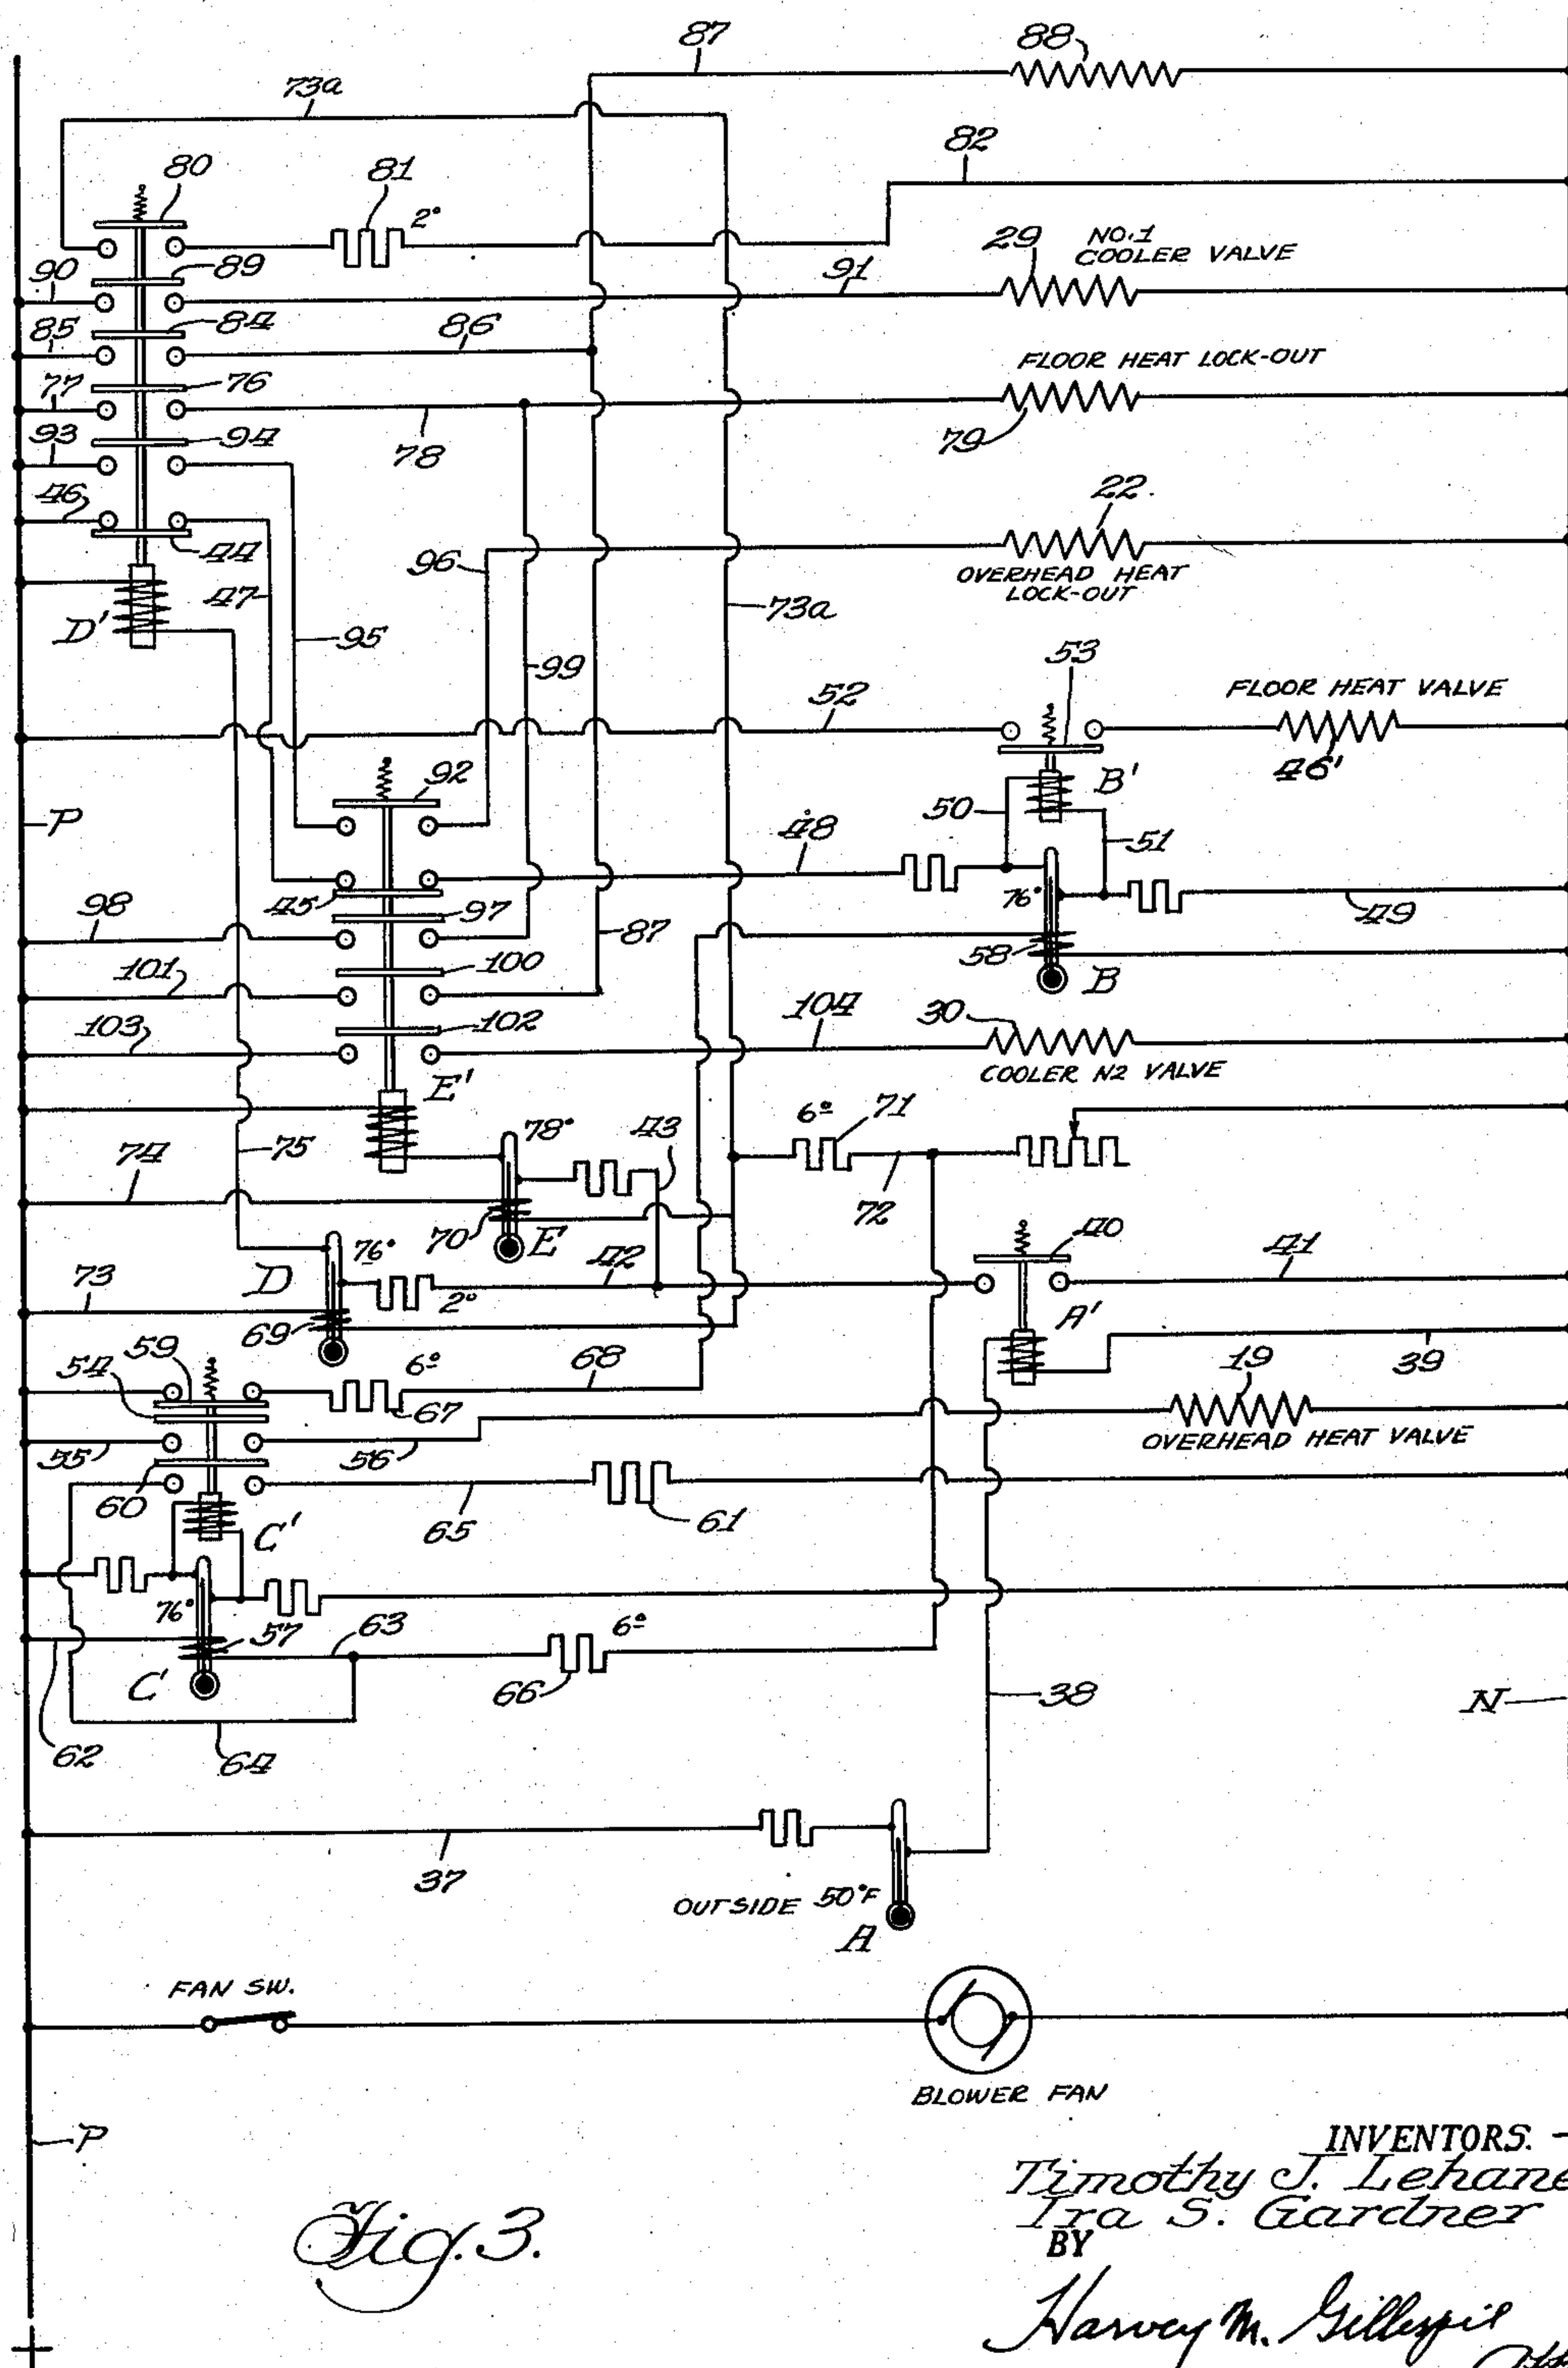 87
88
73a
82
80
81
2°
29
NO.1
COOLER VALVE
90
89
91
85
84
86
FLOOR HEAT LOCK-OUT
77
76
79
93
94
78
46
22
44
96
OVERHEAD HEAT
LOCK-OUT
47
D'
73a
95
53
99
52
FLOOR HEAT VALVE
46'
92
B'
P
50
48
51
76°
45
97
49
98
87
58
B
101
100
103
102
104
30
E'
COOLER N2 VALVE
6°
71
78°
43
74
75
72
70
E
40
D
76°
42
41
73
2°
69
A'
59
6°
68
19
39
54
67
55
56
OVERHEAD HEAT VALVE
60
65
61
C'
76°
57
63
6°
C
66
38
N
62
64
37
OUTSIDE 50°F
A
FAN SW.
BLOWER FAN
P
INVENTORS.
Timothy J. Lehane
Ira S. Gardner
BY
Fig. 3.
Harvey M. Gillespie